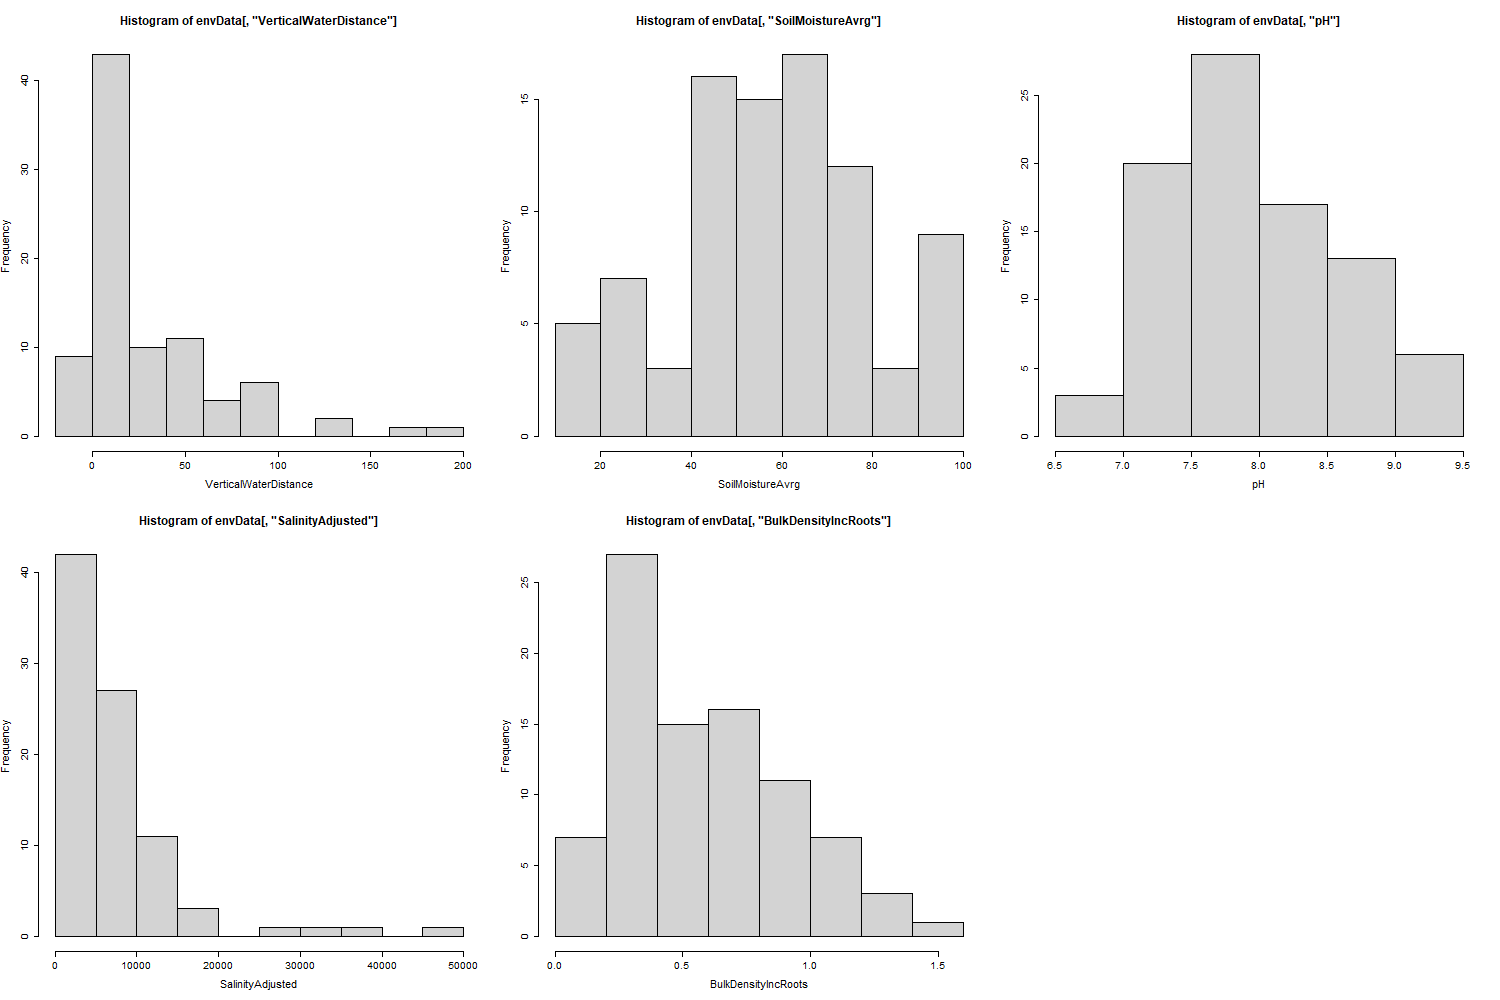 Histogram of envData[, "VerticalWaterDistance"]
Frequency
0 10 20 30 40
0 50 100 150 200
VerticalWaterDistance
Histogram of envData[, "SoilMoistureAvrg"]
Frequency
0 5 10 15
20 40 60 80 100
SoilMoistureAvrg
Histogram of envData[, "pH"]
Frequency
0 5 10 15 20 25
6.5 7.0 7.5 8.0 8.5 9.0 9.5
pH
Histogram of envData[, "SalinityAdjusted"]
Frequency
0 10 20 30 40
0 10000 20000 30000 40000 50000
SalinityAdjusted
Histogram of envData[, "BulkDensityIncRoots"]
Frequency
0 5 10 15 20 25
0.0 0.5 1.0 1.5
BulkDensityIncRoots